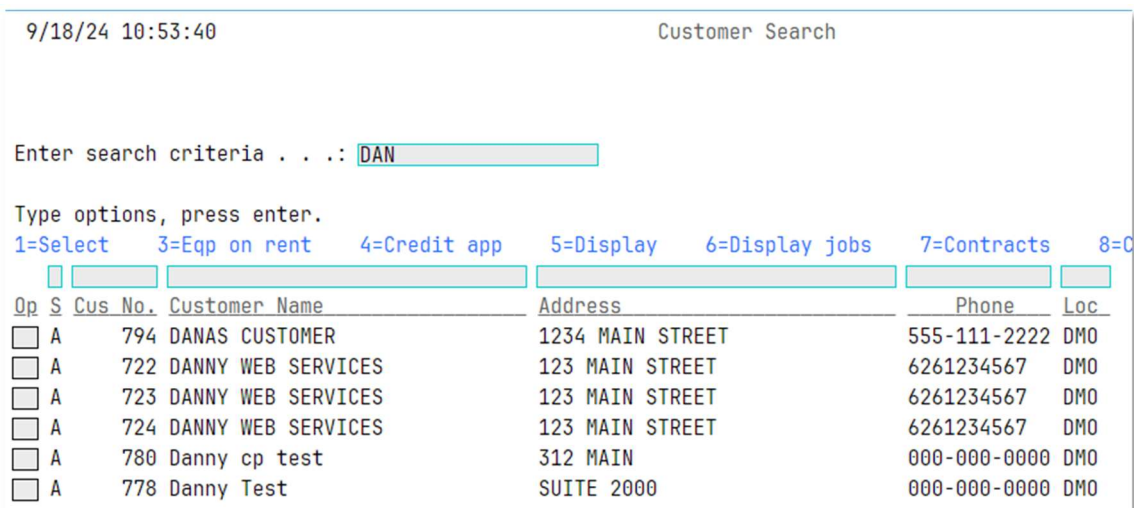 9/18/24 10:53:40 Customer Search
Enter search criteria . . .: DAN
Type options, press enter.
1=Select 3=Eqp on rent 4=Credit app 5=Display 6=Display jobs 7=Contracts 8=C
Op S Cus No. Customer Name Address Phone Loc
A 794 DANAS CUSTOMER 1234 MAIN STREET 555-111-2222 DMO
A 722 DANNY WEB SERVICES 123 MAIN STREET 6261234567 DMO
A 723 DANNY WEB SERVICES 123 MAIN STREET 6261234567 DMO
A 724 DANNY WEB SERVICES 123 MAIN STREET 6261234567 DMO
A 780 Danny cp test 312 MAIN 000-000-0000 DMO
A 778 Danny Test SUITE 2000 000-000-0000 DMO